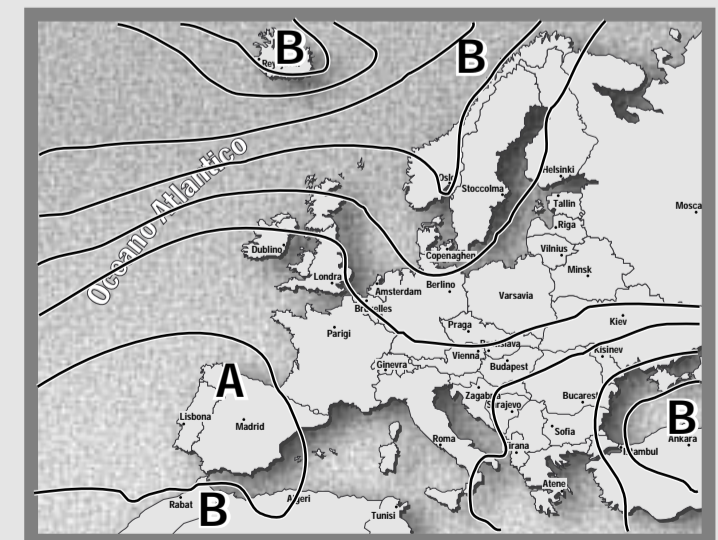 B
B
Oslo
Helsinki
Stoccolma
Tallin
Mosca
Riga
Oceano Atlantico
Dublino
Copenaghen
Vilnius
Minsk
Londra
Berlino
Amsterdam
Varsavia
Bruxelles
Kiev
Parigi
Praga
Kisinev
Vienna
Ginevra
Budapest
A
Zagabria
Sarajevo
Bucarest
Lisbona
Madrid
B
Roma
Tirana
Sofia
Ankara
Istambul
Atene
Rabat
B
Algeri
Tunisi